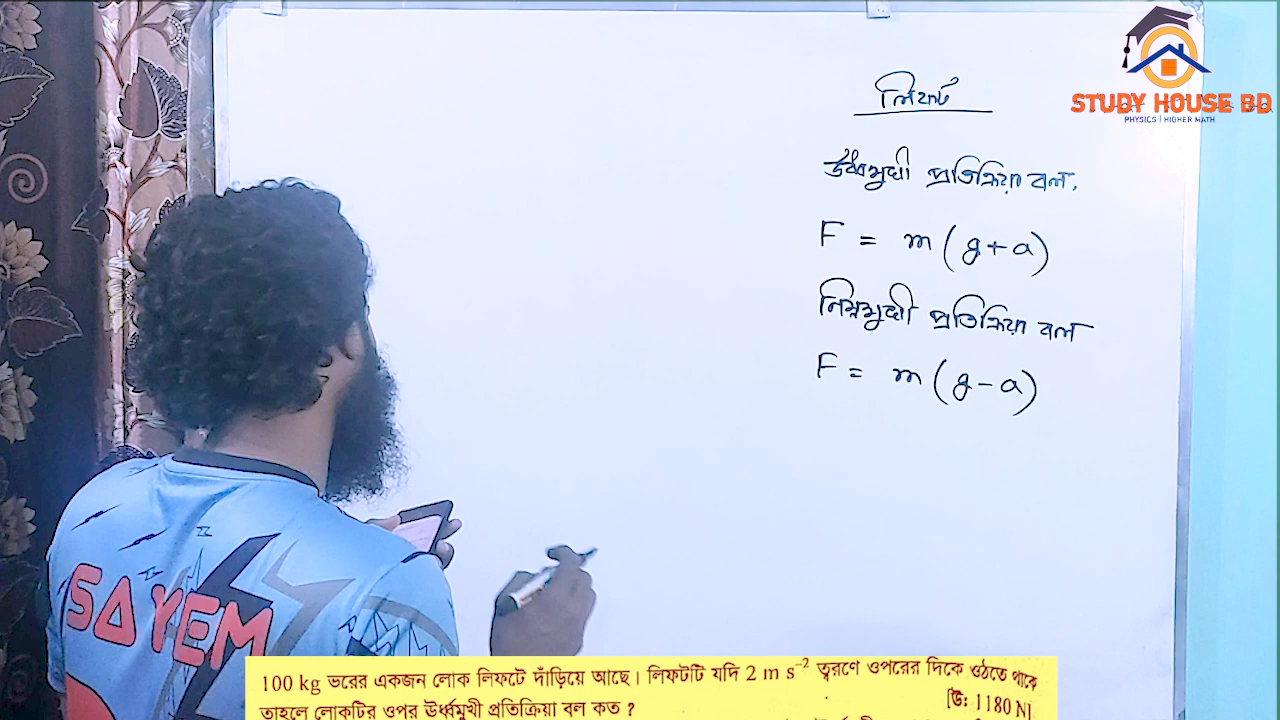 লিফট
STUDY HOUSE BD
PHYSICS | HIGHER MATH
উর্ধ্বমুখী প্রতিক্রিয়া বল,
F = m (g+a)
নিম্নমুখী প্রতিক্রিয়া বল
F = m (g-a)
SAYEM
100 kg ভরের একজন লোক লিফটে দাঁড়িয়ে আছে। লিফটটি যদি 2 m s⁻² ত্বরণে ওপরের দিকে ওঠতে থাকে
তাহলে লোকটির ওপর ঊর্ধ্বমুখী প্রতিক্রিয়া বল কত ? [উ: 1180 N]